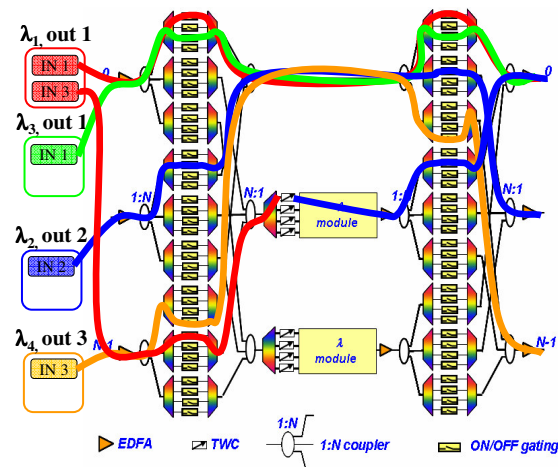 λ1, out 1
IN 1
IN 3
λ3, out 1
IN 1
λ2, out 2
IN 2
λ4, out 3
IN 3
0
1:N
N-1
N:1
module
λ
module
1:N
0
N:1
N-1
EDFA
TWC
1:N
1:N coupler
ON/OFF gating